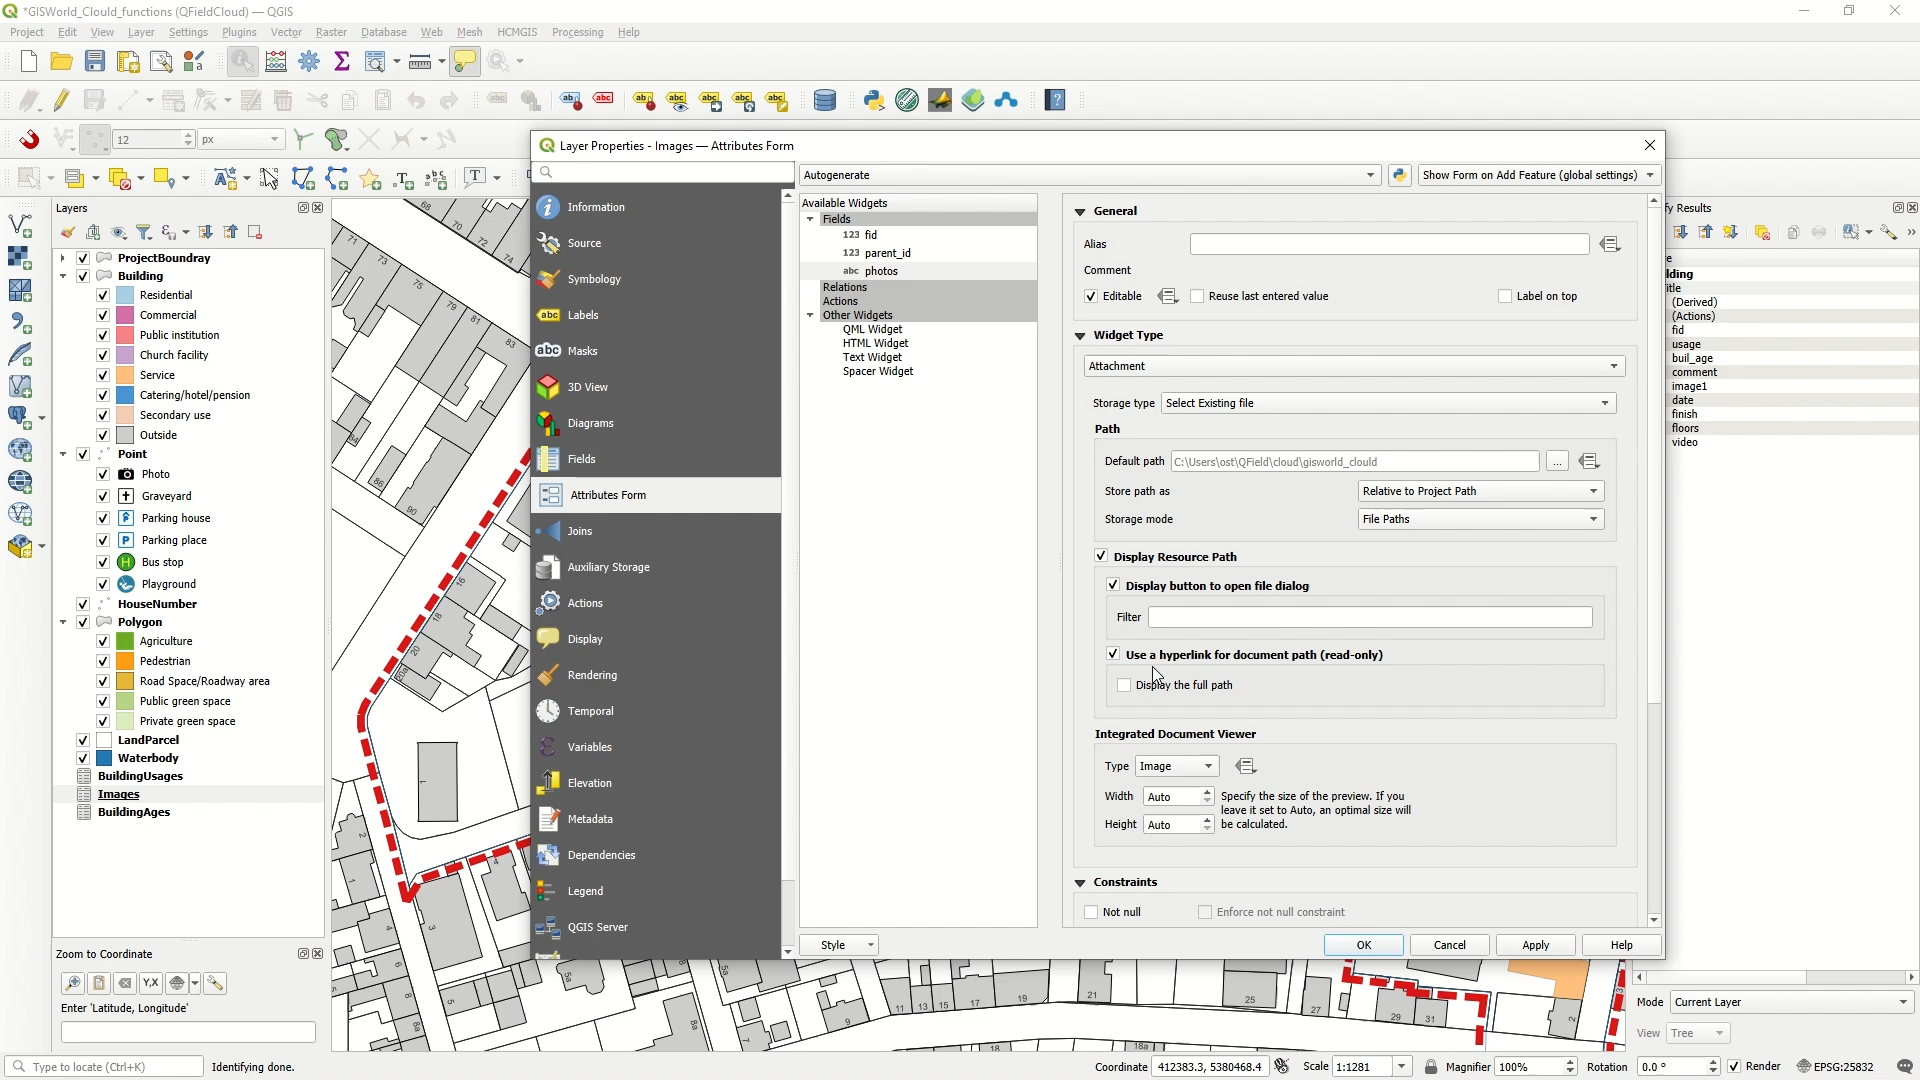 *GISWorld_Clould_functions (QFieldCloud) — QGIS
Project Edit View Layer Settings Plugins Vector Raster Database Web Mesh HCMGIS Processing Help
12 px
Layer Properties - Images — Attributes Form
Autogenerate
Show Form on Add Feature (global settings)
Layers
ProjectBoundray
Building
Residential
Commercial
Public institution
Church facility
Service
Catering/hotel/pension
Secondary use
Outside
Point
Photo
Graveyard
Parking house
Parking place
Bus stop
Playground
HouseNumber
Polygon
Agriculture
Pedestrian
Road Space/Roadway area
Public green space
Private green space
LandParcel
Waterbody
BuildingUsages
Images
BuildingAges
Zoom to Coordinate
Y,X
Enter 'Latitude, Longitude'
Information
Source
Symbology
Labels
Masks
3D View
Diagrams
Fields
Attributes Form
Joins
Auxiliary Storage
Actions
Display
Rendering
Temporal
Variables
Elevation
Metadata
Dependencies
Legend
QGIS Server
Available Widgets
Fields
123 fid
123 parent_id
abc photos
Relations
Actions
Other Widgets
QML Widget
HTML Widget
Text Widget
Spacer Widget
General
Alias
Comment
Editable
Reuse last entered value
Label on top
Widget Type
Attachment
Storage type Select Existing file
Path
Default path C:\Users\ost\QField\cloud\gisworld_clould
...
Store path as Relative to Project Path
Storage mode File Paths
Display Resource Path
Display button to open file dialog
Filter
Use a hyperlink for document path (read-only)
Display the full path
Integrated Document Viewer
Type Image
Width Auto
Height Auto
Specify the size of the preview. If you
leave it set to Auto, an optimal size will
be calculated.
Constraints
Not null
Enforce not null constraint
Style
OK Cancel Apply Help
fy Results
lding
itle
(Derived)
(Actions)
fid
usage
buil_age
comment
image1
date
finish
floors
video
Mode Current Layer
View Tree
Type to locate (Ctrl+K)
Identifying done.
Coordinate 412383.3, 5380468.4
Scale 1:1281
Magnifier 100%
Rotation 0.0 °
Render
EPSG:25832